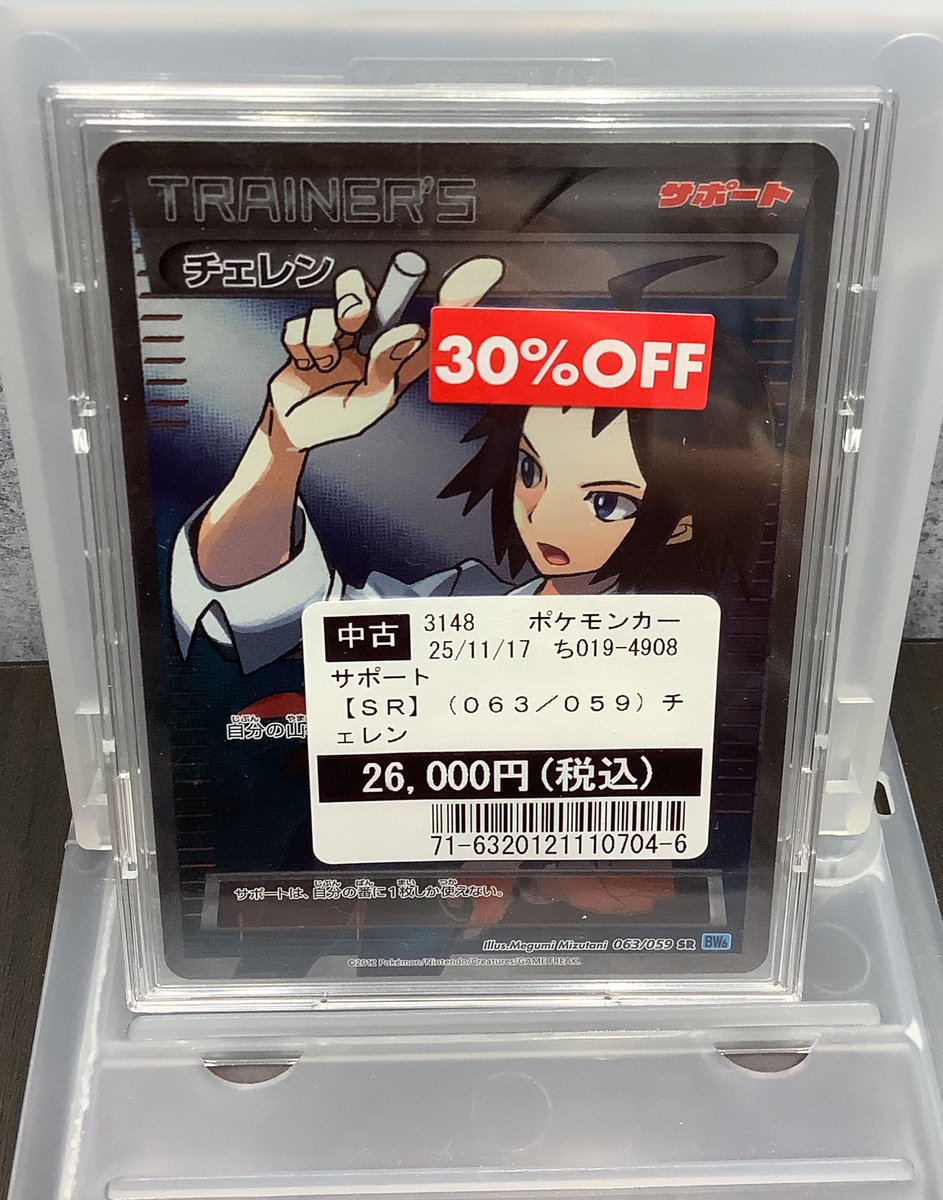 TRAINER'S
サポート
チェレン
30%OFF
中古
3148 ポケモンカー
25/11/17 ち019-4908
サポート
【SR】（063／059）チ
ェレン
26,000円(税込)
71-6320121110704-6
自分の山
サポートは、自分の番に1枚しか使えない。
Illus.Megumi Mizutani 063/059 SR BW6
©2012 Pokémon/Nintendo/Creatures/GAME FREAK.